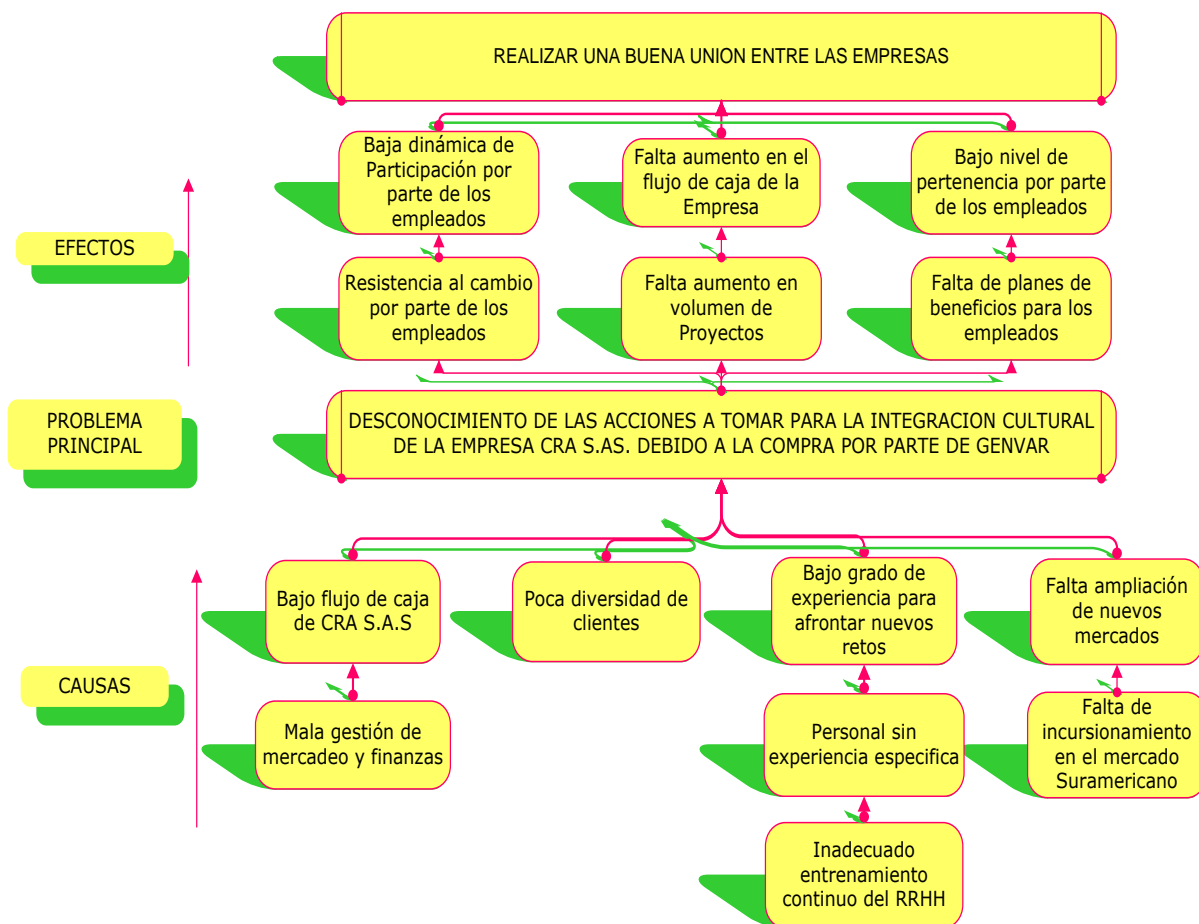 REALIZAR UNA BUENA UNION ENTRE LAS EMPRESAS
Baja dinámica de
Participación por
parte de los
empleados
Falta aumento en el
flujo de caja de la
Empresa
Bajo nivel de
pertenencia por parte
de los empleados
EFECTOS
Resistencia al cambio
por parte de los
empleados
Falta aumento en
volumen de
Proyectos
Falta de planes de
beneficios para los
empleados
PROBLEMA
PRINCIPAL
DESCONOCIMIENTO DE LAS ACCIONES A TOMAR PARA LA INTEGRACION CULTURAL
DE LA EMPRESA CRA S.AS. DEBIDO A LA COMPRA POR PARTE DE GENVAR
Bajo flujo de caja
de CRA S.A.S
Poca diversidad de
clientes
Bajo grado de
experiencia para
afrontar nuevos
retos
Falta ampliación
de nuevos
mercados
CAUSAS
Mala gestión de
mercadeo y finanzas
Personal sin
experiencia especifica
Falta de
incursionamiento
en el mercado
Suramericano
Inadecuado
entrenamiento
continuo del RRHH